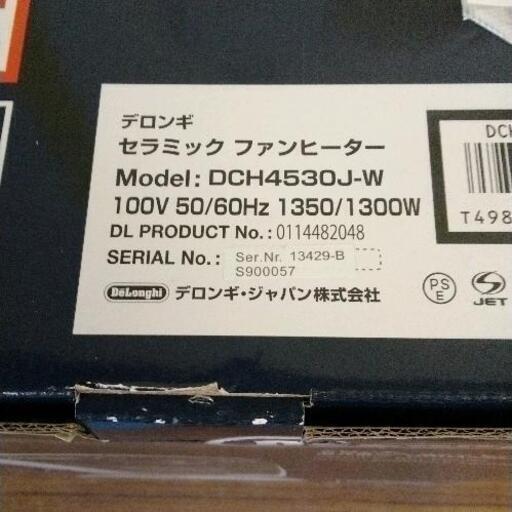 デロンギ
セラミック ファンヒーター
Model: DCH4530J-W
100V 50/60Hz 1350/1300W
DL PRODUCT No.: 0114482048
SERIAL No.: Ser.Nr. 13429-B
S900057
DeLonghi デロンギ・ジャパン株式会社
PS
E
JET
DCH
T498